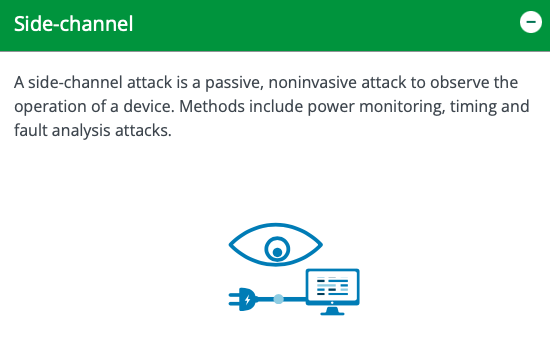 Side-channel
A side-channel attack is a passive, noninvasive attack to observe the
operation of a device. Methods include power monitoring, timing and
fault analysis attacks.